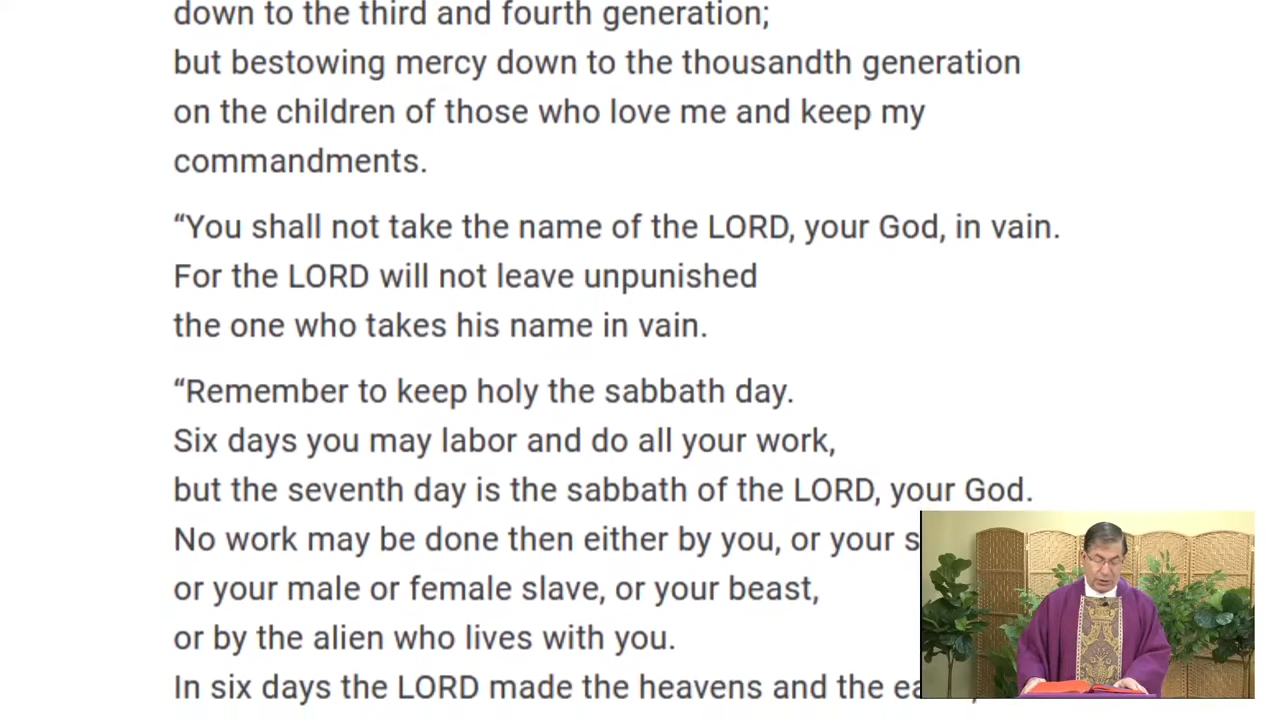 down to the third and fourth generation;
but bestowing mercy down to the thousandth generation
on the children of those who love me and keep my
commandments.
“You shall not take the name of the LORD, your God, in vain.
For the LORD will not leave unpunished
the one who takes his name in vain.
“Remember to keep holy the sabbath day.
Six days you may labor and do all your work,
but the seventh day is the sabbath of the LORD, your God.
No work may be done then either by you, or your
or your male or female slave, or your beast,
or by the alien who lives with you.
In six days the LORD made the heavens and the